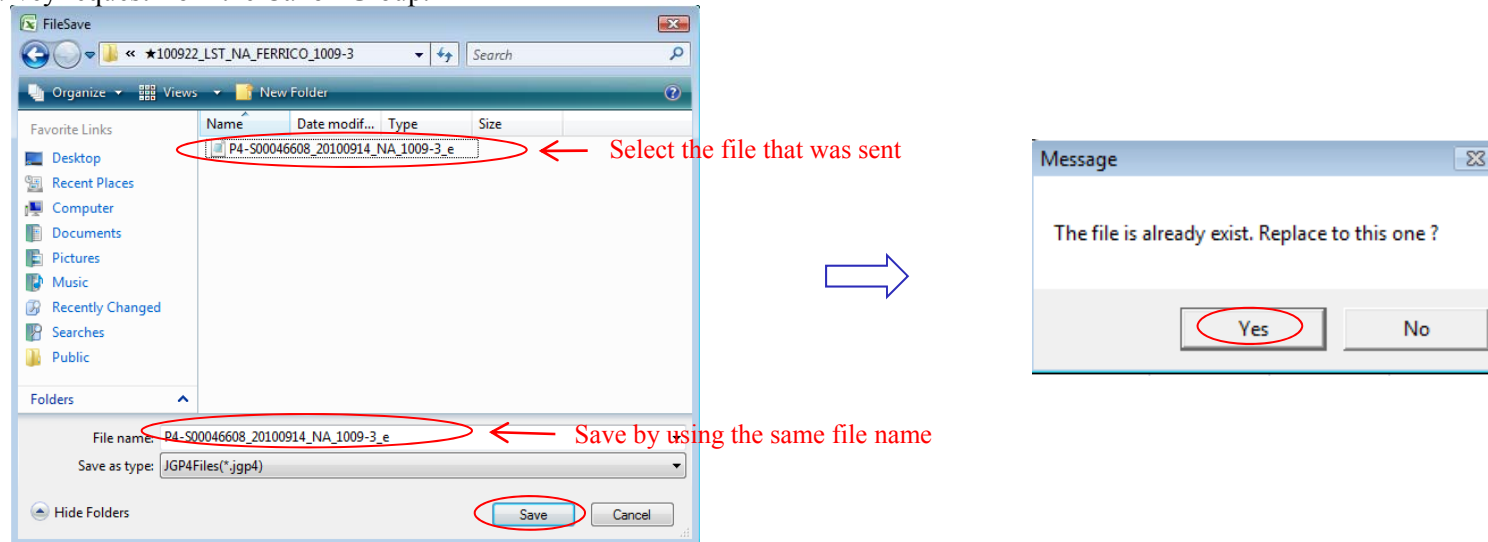 FileSave
« ★100922_LST_NA_FERRICO_1009-3
Search
Organize Views New Folder
Favorite Links
Desktop
Recent Places
Computer
Documents
Pictures
Music
Recently Changed
Searches
Public
Folders
Name Date modif... Type Size
P4-S00046608_20100914_NA_1009-3_e
Select the file that was sent
File name: P4-S00046608_20100914_NA_1009-3_e
Save by using the same file name
Save as type: JGP4Files(*.jgp4)
Hide Folders
Save Cancel
Message
The file is already exist. Replace to this one ?
Yes No